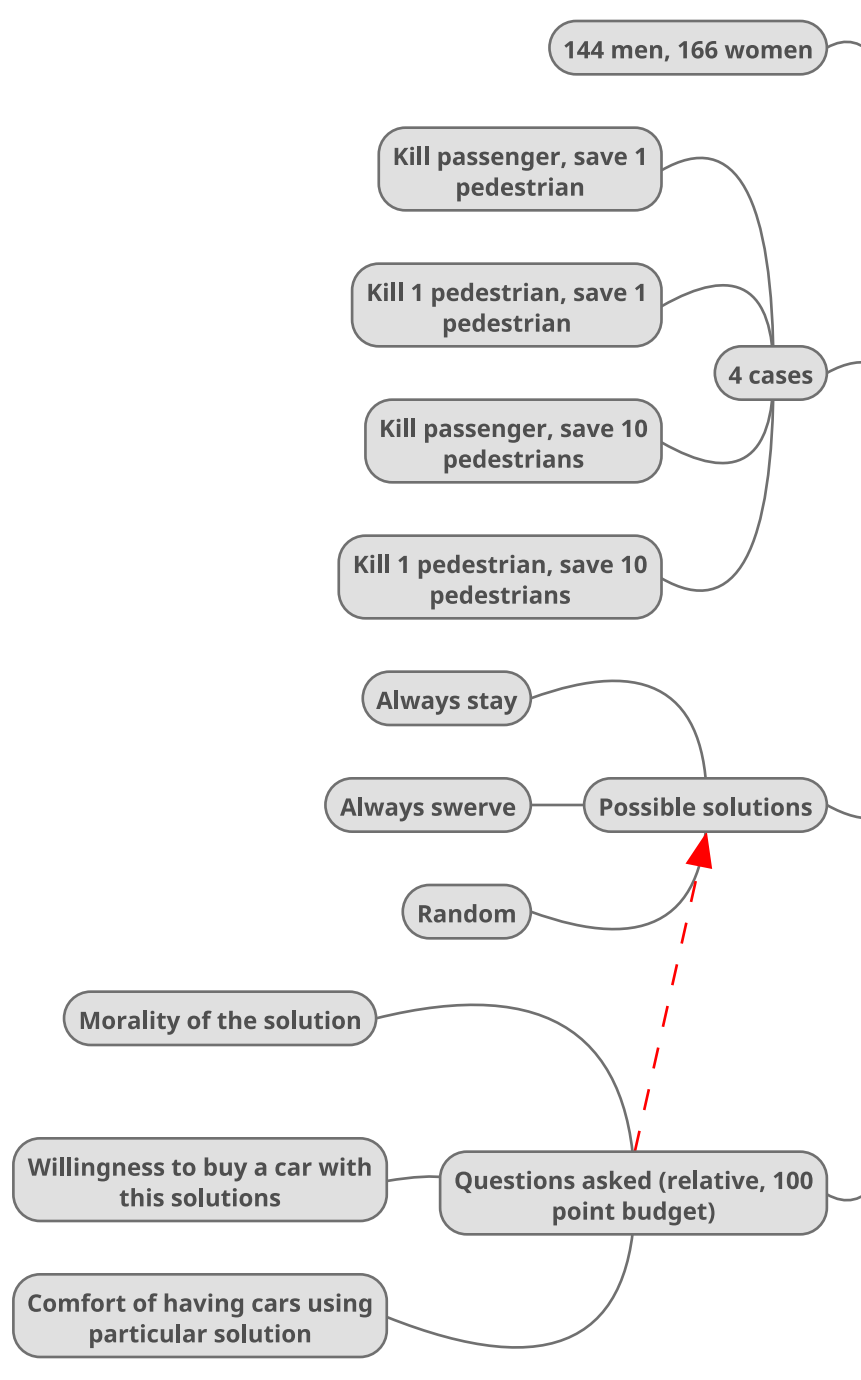 144 men, 166 women
Kill passenger, save 1
pedestrian
Kill 1 pedestrian, save 1
pedestrian
4 cases
Kill passenger, save 10
pedestrians
Kill 1 pedestrian, save 10
pedestrians
Always stay
Always swerve
Possible solutions
Random
Morality of the solution
Willingness to buy a car with
this solutions
Questions asked (relative, 100
point budget)
Comfort of having cars using
particular solution